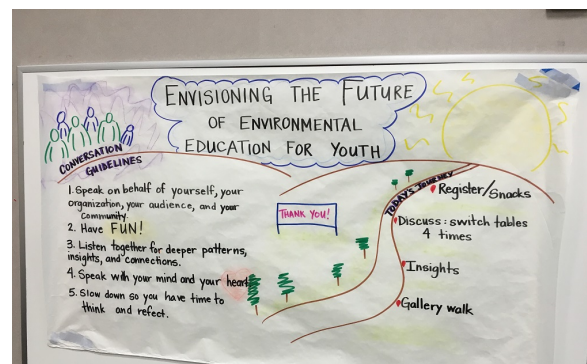 ENVISIONING THE FUTURE
OF ENVIRONMENTAL
EDUCATION FOR YOUTH
CONVERSATION
GUIDELINES
1. Speak on behalf of yourself, your
organization, your audience, and your
community.
2. Have FUN!
3. Listen together for deeper patterns,
insights, and connections.
4. Speak with your mind and your heart
5. Slow down so you have time to
think and refect.
THANK YOU!
TODAY'S JOURNEY
Register/Snacks
Discuss: switch tables
4 times
Insights
Gallery walk